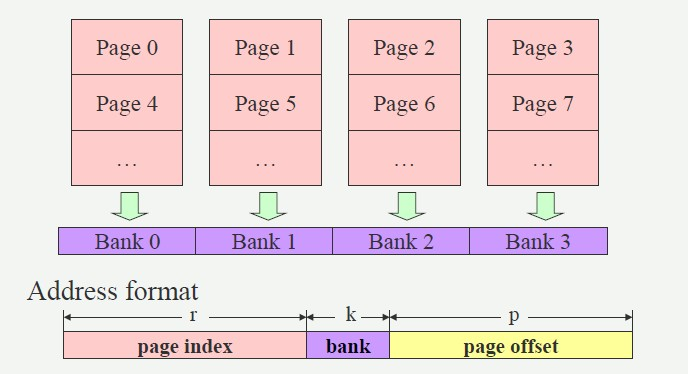 Page 0 Page 1 Page 2 Page 3
Page 4 Page 5 Page 6 Page 7
... ... ... ...
Bank 0 Bank 1 Bank 2 Bank 3
Address format
r k p
page index bank page offset